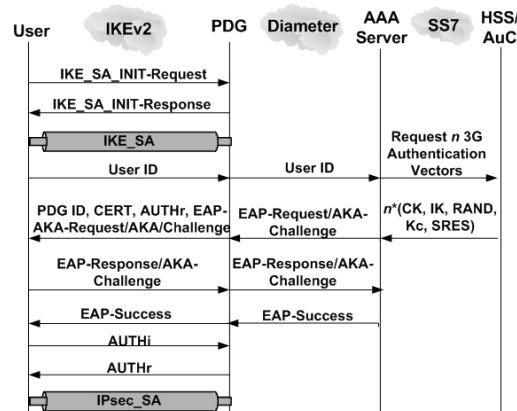 User
IKEv2
PDG
Diameter
AAA
Server
SS7
HSS/
AuC
IKE_SA_INIT-Request
IKE_SA_INIT-Response
IKE_SA
Request n 3G
Authentication
Vectors
User ID
User ID
PDG ID, CERT, AUTHr, EAP-
AKA-Request/AKA/Challenge
EAP-Request/AKA-
Challenge
n*(CK, IK, RAND,
Kc, SRES)
EAP-Response/AKA-
Challenge
EAP-Response/AKA-
Challenge
EAP-Success
EAP-Success
AUTHi
AUTHr
IPsec_SA